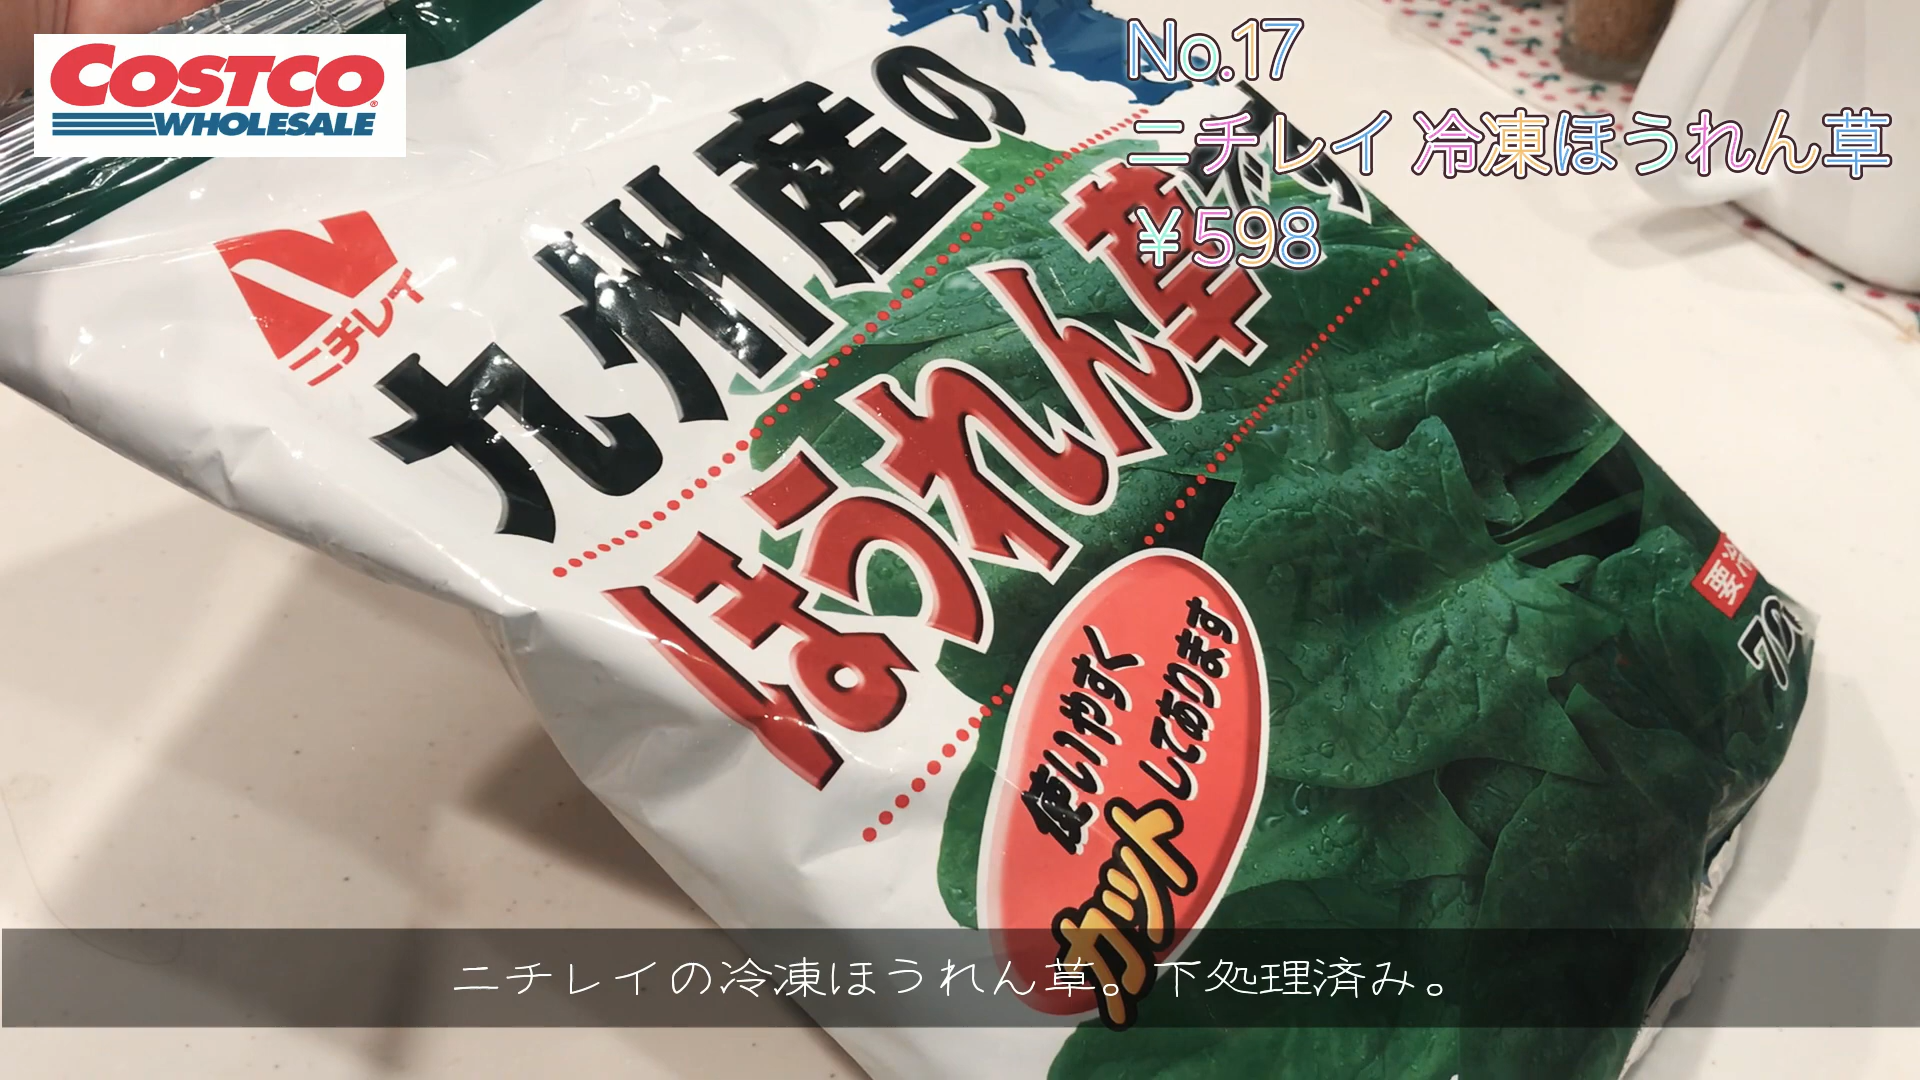 COSTCO
WHOLESALE
No.17
ニチレイ 冷凍ほうれん草
￥598
ニチレイ
九州産の
ほうれん草です
使いやすく
カットしてあります
ニチレイの冷凍ほうれん草。下処理済み。